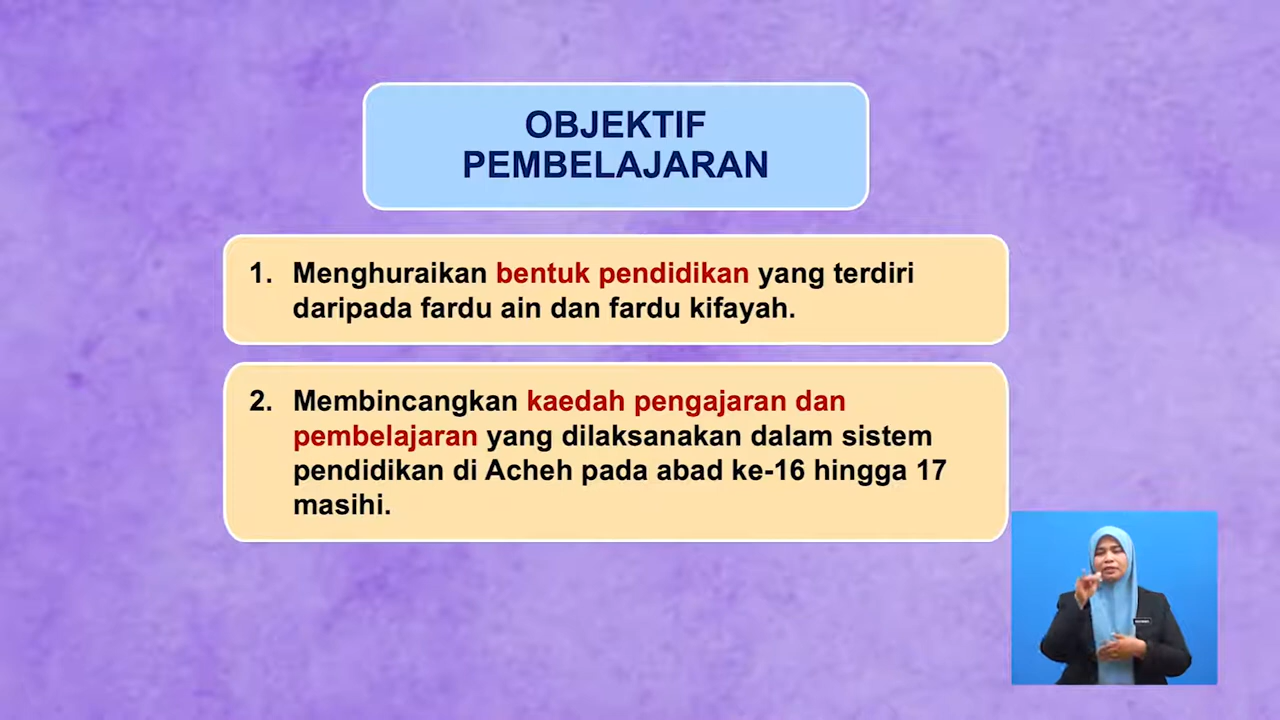 OBJEKTIF
PEMBELAJARAN
1. Menghuraikan bentuk pendidikan yang terdiri
daripada fardu ain dan fardu kifayah.
2. Membincangkan kaedah pengajaran dan
pembelajaran yang dilaksanakan dalam sistem
pendidikan di Acheh pada abad ke-16 hingga 17
masihi.